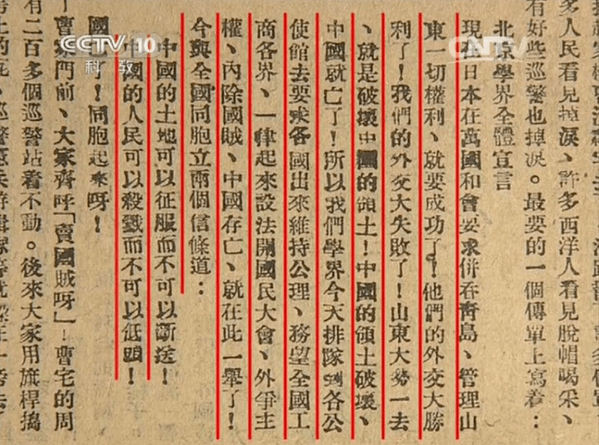 CCTV 10
科教
CNTV
多人民看見掉淚、許多西洋人看見脫帽喝采、
有好些巡警也掉淚。最要的一個傳單上寫着：
北京學界全體宣言
現在日本在萬國和會要求併吞青島、管理山
東一切權利、就要成功了！他們的外交大勝
利了！我們的外交大失敗了！山東大勢一去
、就是破壞中國的領土！中國的領土破壞、
中國就亡了！所以我們學界今天排隊到各公
使館去要求各國出來維持公理、務望全國工
商各界、一律起來設法開國民大會、外爭主
權、內除國賊、中國存亡、就在此一舉了！
今與全國同胞立兩個信條道：
中國的土地可以征服而不可以斷送！
中國的人民可以殺戮而不可以低頭！
國！同胞起來呀！
曹家門前、大家齊呼「賣國賊呀」！曹宅的周
有二百多個巡警站着不動。後來大家用旗桿搗